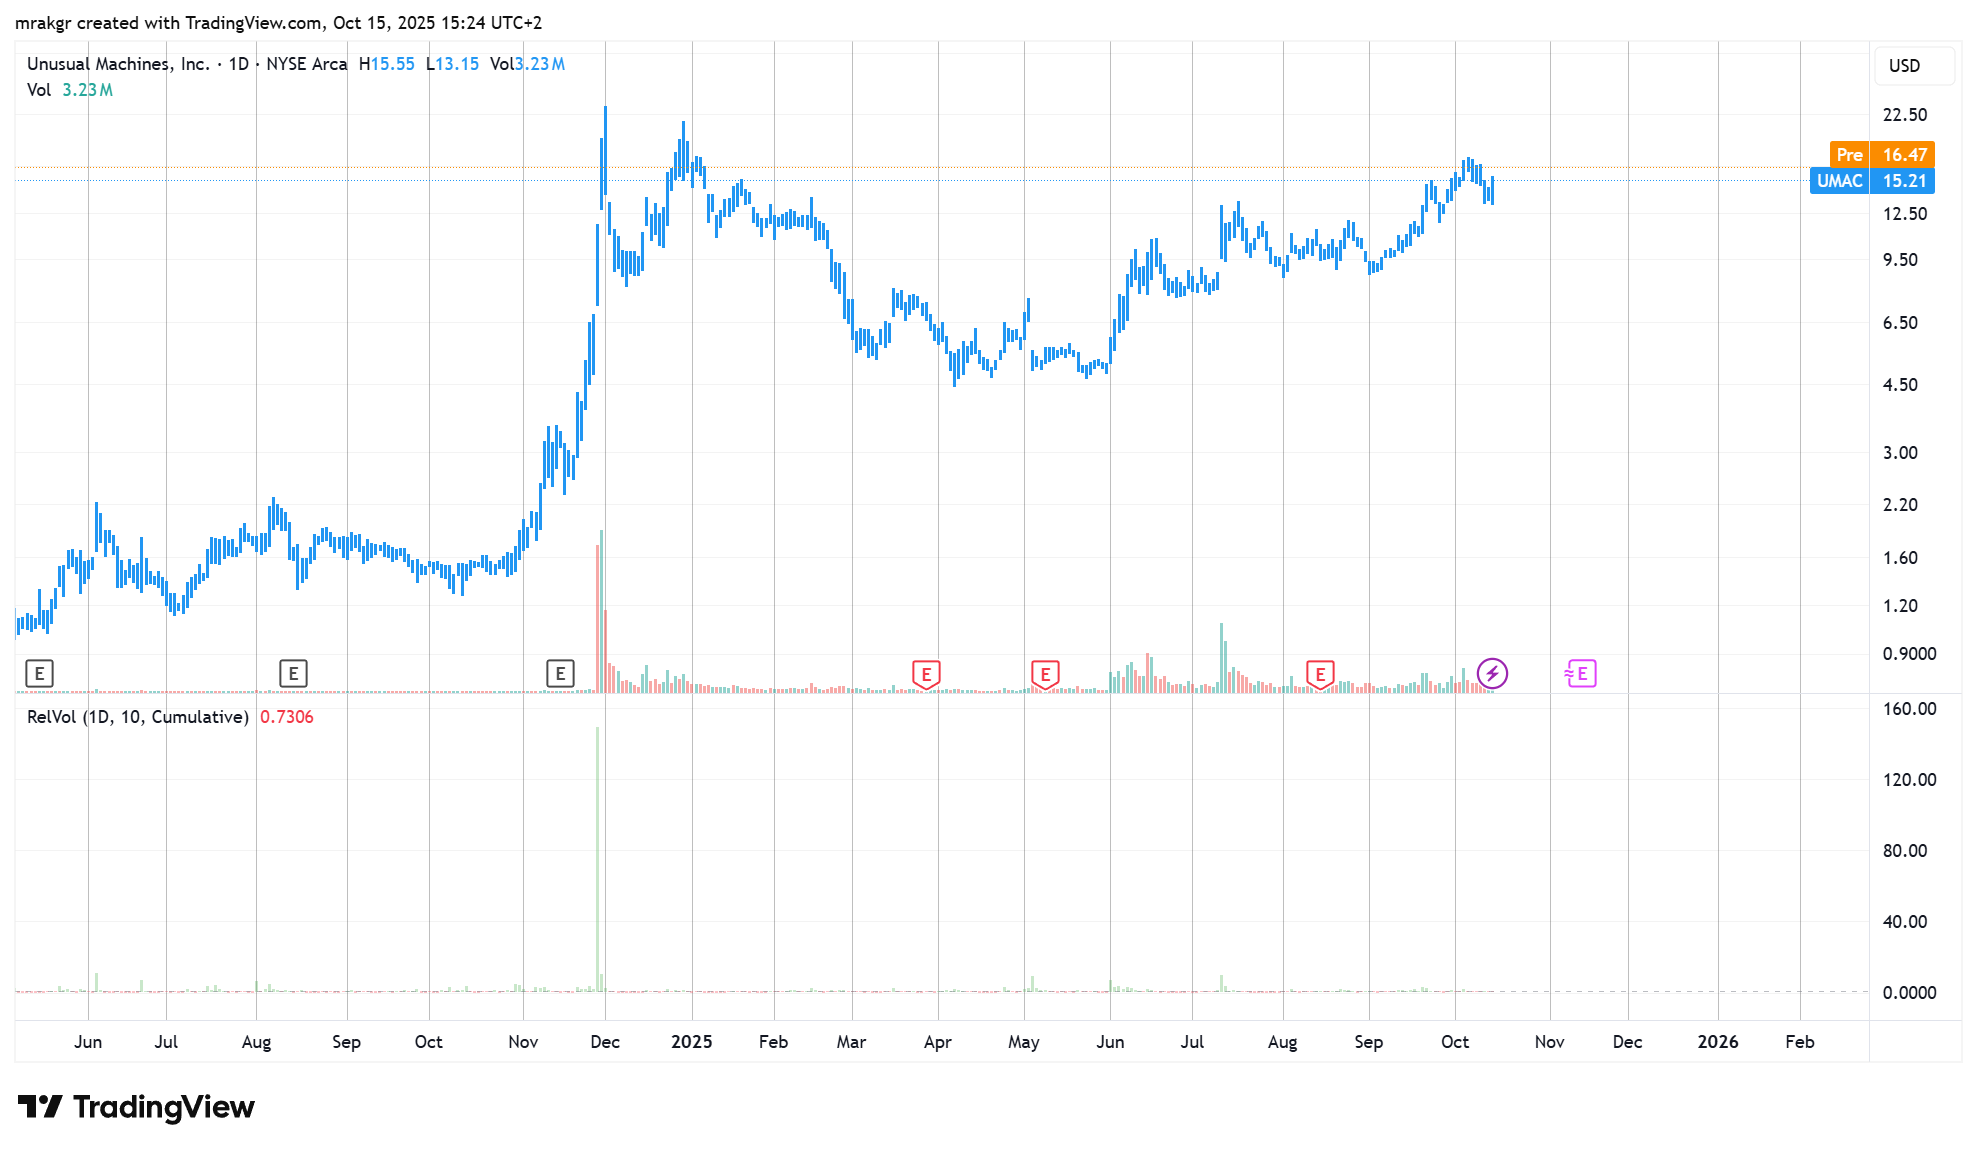 mrakgr created with TradingView.com, Oct 15, 2025 15:24 UTC+2
Unusual Machines, Inc. · 1D · NYSE Arca H15.55 L13.15 Vol3.23M
Vol 3.23M
USD
22.50
Pre 16.47
UMAC 15.21
12.50
9.50
6.50
4.50
3.00
2.20
1.60
1.20
0.9000
E E E E E E E
RelVol (1D, 10, Cumulative) 0.7306
160.00
120.00
80.00
40.00
0.0000
Jun Jul Aug Sep Oct Nov Dec 2025 Feb Mar Apr May Jun Jul Aug Sep Oct Nov Dec 2026 Feb
TradingView